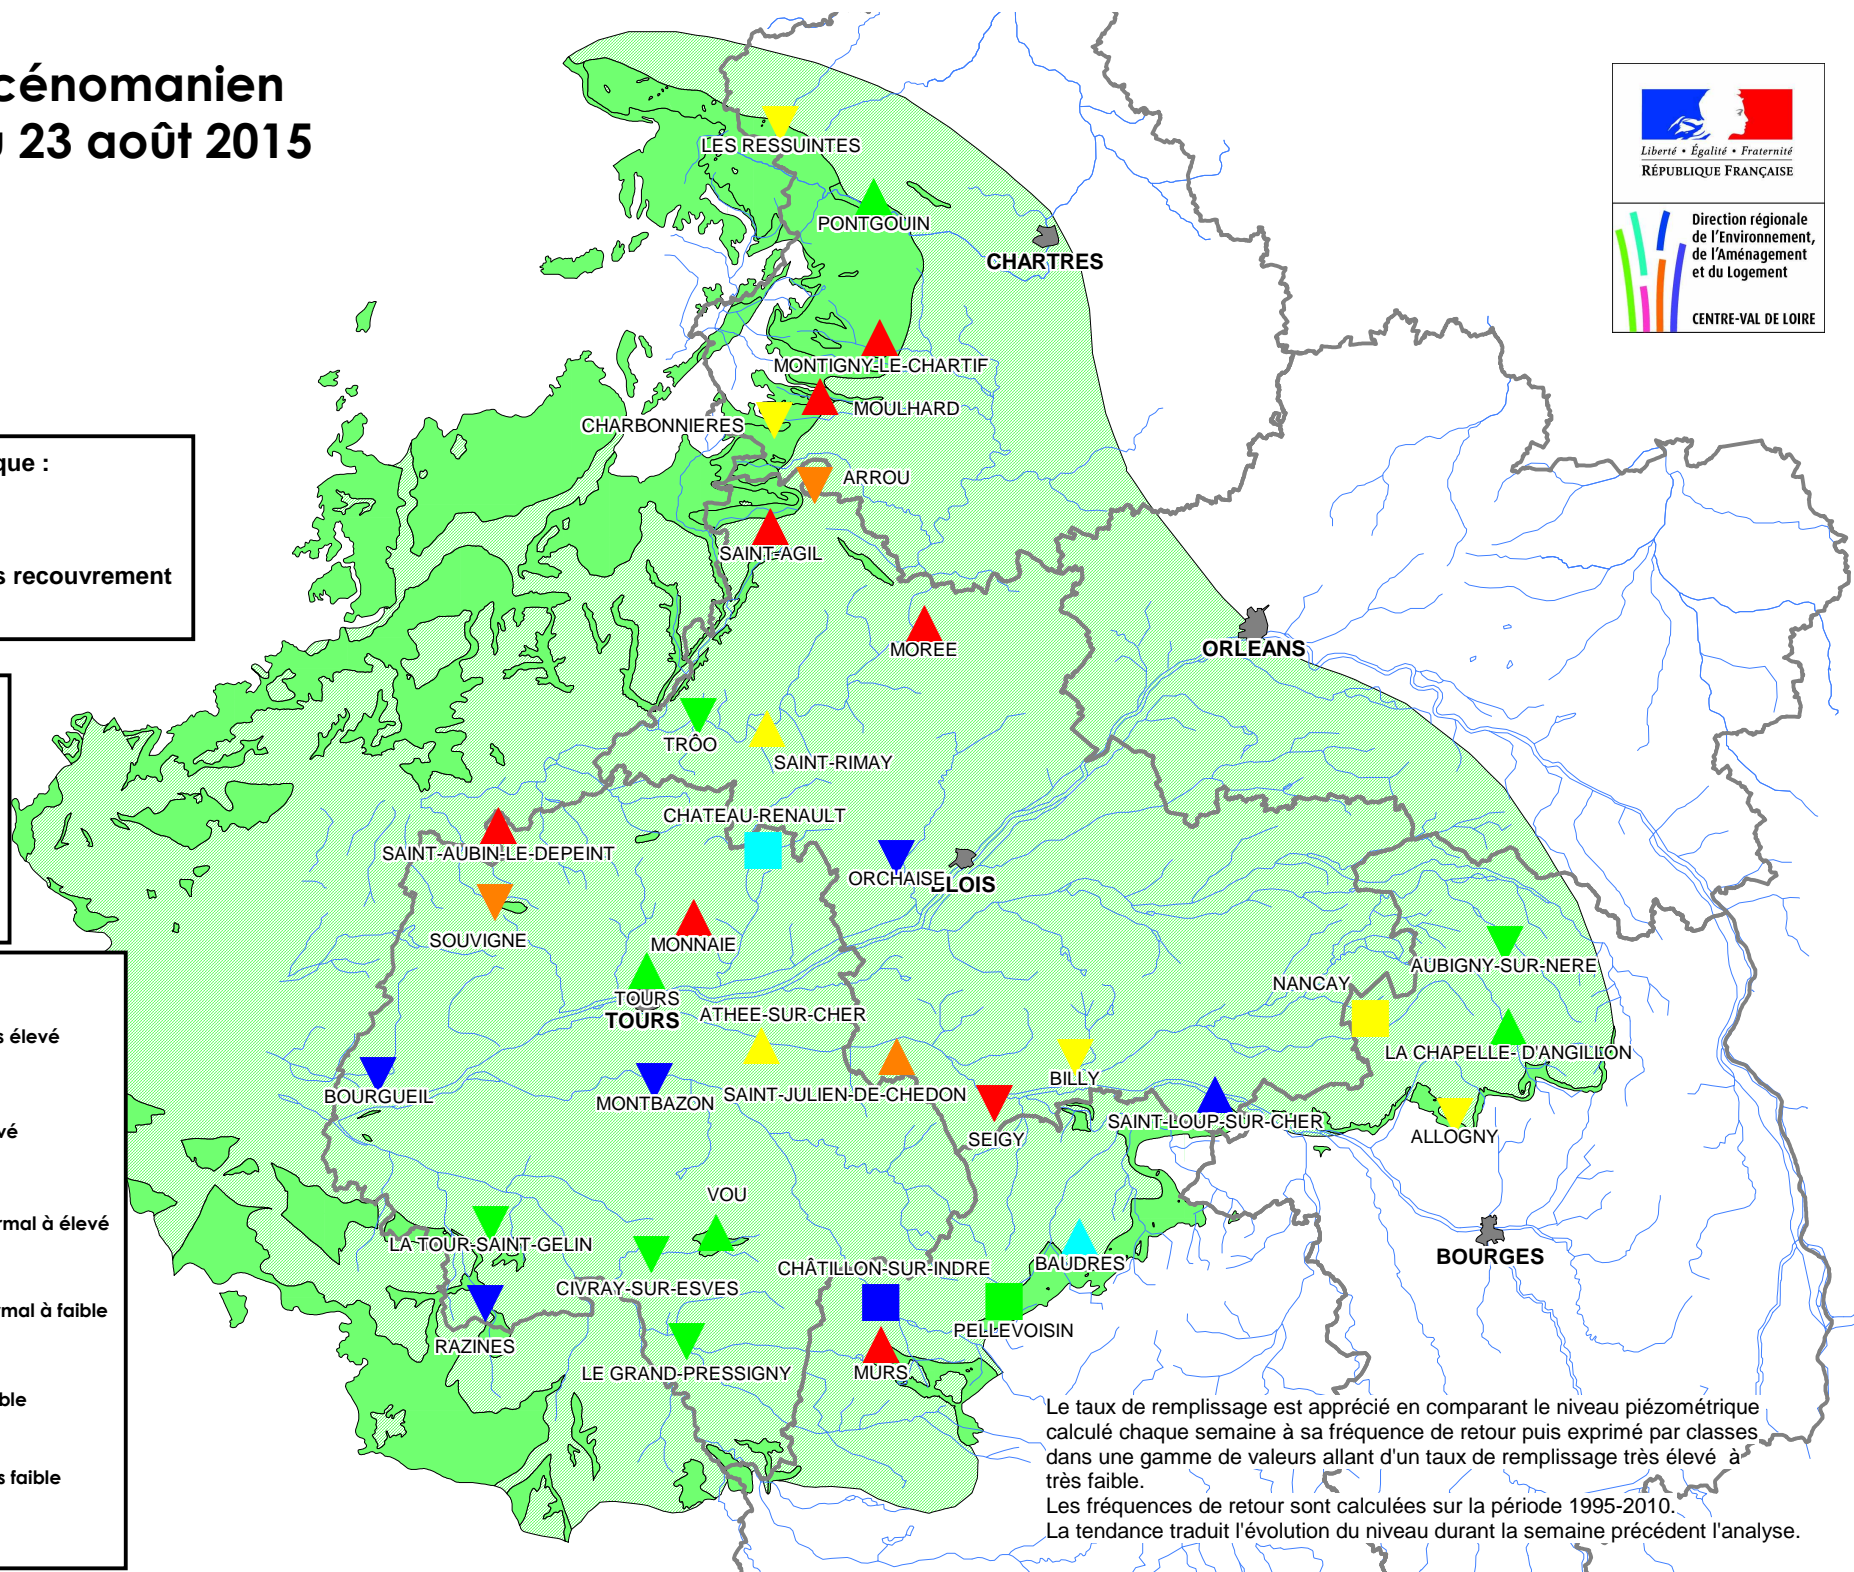 cénomanien
23 août 2015
Liberté • Égalité • Fraternité
RÉPUBLIQUE FRANÇAISE
Direction régionale
de l'Environnement,
de l'Aménagement
et du Logement
CENTRE-VAL DE LOIRE
LES RESSUINTES
PONTGOUIN
CHARTRES
MONTIGNY-LE-CHARTIF
MOULHARD
CHARBONNIERES
que :
ARROU
SAINT-AGIL
s recouvrement
MOREE
ORLEANS
TRÔO
SAINT-RIMAY
CHATEAU-RENAULT
SAINT-AUBIN-LE-DEPEINT
ORCHAISE
BLOIS
SOUVIGNE
MONNAIE
AUBIGNY-SUR-NERE
NANCAY
TOURS
TOURS
ATHEE-SUR-CHER
s élevé
LA CHAPELLE- D'ANGILLON
BILLY
BOURGUEIL
MONTBAZON
SAINT-JULIEN-DE-CHEDON
SAINT-LOUP-SUR-CHER
SEIGY
ALLOGNY
vé
VOU
rmal à élevé
LA TOUR-SAINT-GELIN
CIVRAY-SUR-ESVES
CHÂTILLON-SUR-INDRE
BAUDRES
BOURGES
rmal à faible
RAZINES
PELLEVOISIN
LE GRAND-PRESSIGNY
MURS
ble
s faible
Le taux de remplissage est apprécié en comparant le niveau piézométrique
calculé chaque semaine à sa fréquence de retour puis exprimé par classes
dans une gamme de valeurs allant d'un taux de remplissage très élevé à
très faible.
Les fréquences de retour sont calculées sur la période 1995-2010.
La tendance traduit l'évolution du niveau durant la semaine précédent l'analyse.